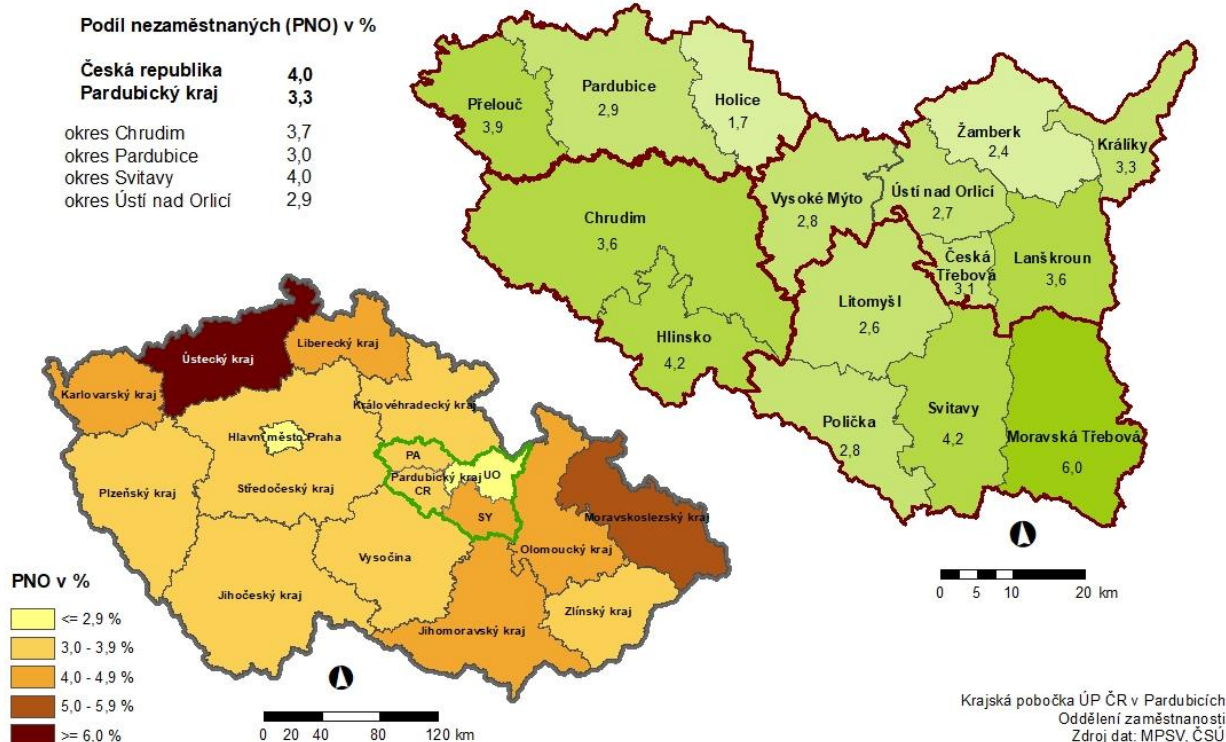 Podíl nezaměstnaných (PNO) v %
Česká republika 4,0
Pardubický kraj 3,3
okres Chrudim 3,7
okres Pardubice 3,0
okres Svitavy 4,0
okres Ústí nad Orlicí 2,9
Přelouč
3,9
Pardubice
2,9
Holice
1,7
Žamberk
2,4
Králíky
3,3
Vysoké Mýto
2,8
Ústí nad Orlicí
2,7
Chrudim
3,6
Česká
Třebová
3,1
Lanškroun
3,6
Litomyšl
2,6
Hlinsko
4,2
Polička
2,8
Svitavy
4,2
Moravská Třebová
6,0
0 5 10 20 km
Ústecký kraj
Liberecký kraj
Karlovarský kraj
Královéhradecký kraj
Hlavní město Praha
PA
Pardubický kraj
UO
CR
Plzeňský kraj
Středočeský kraj
SY
Moravskoslezský kraj
Vysočina
Olomoucký kraj
Jihočeský kraj
Zlínský kraj
Jihomoravský kraj
PNO v %
<= 2,9 %
3,0 - 3,9 %
4,0 - 4,9 %
5,0 - 5,9 %
>= 6,0 %
0 20 40 80 120 km
Krajská pobočka ÚP ČR v Pardubicích
Oddělení zaměstnanosti
Zdroj dat: MPSV, ČSÚ